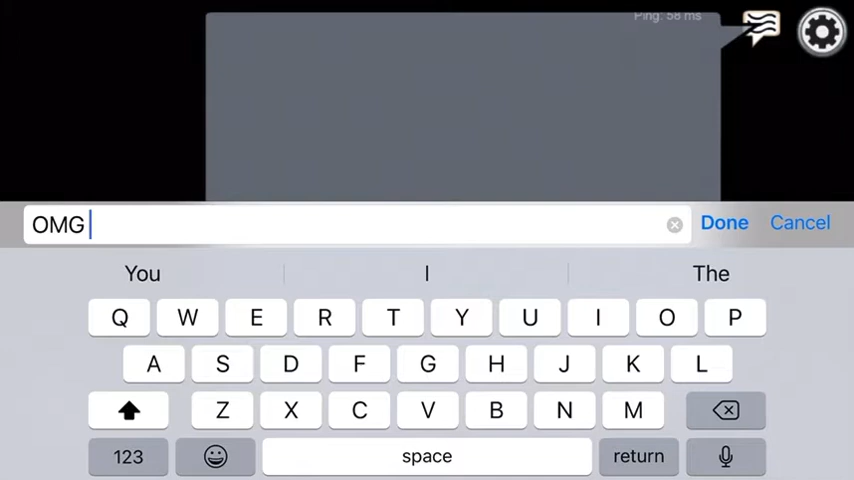 Ping: 58 ms
OMG
Done
Cancel
You
I
The
Q W E R T Y U I O P
A S D F G H J K L
Z X C V B N M
123
space
return